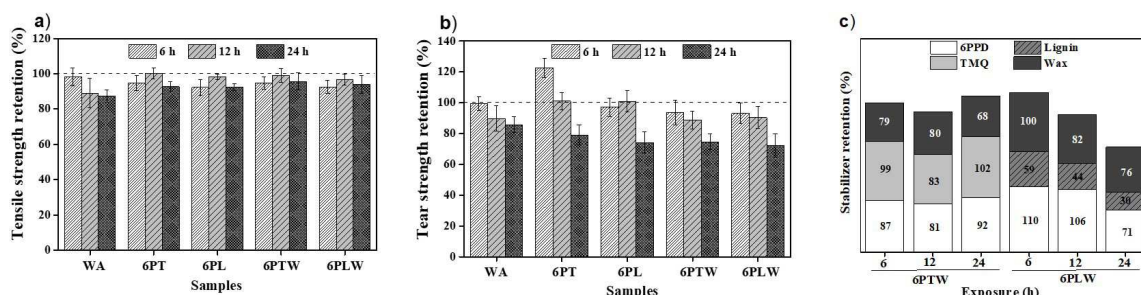 a)
Tensile strength retention (%)
120
100
80
60
40
20
0
6 h 12 h 24 h
WA 6PT 6PL 6PTW 6PLW
Samples
b)
Tear strength retention (%)
140
120
100
80
60
40
20
0
6 h 12 h 24 h
WA 6PT 6PL 6PTW 6PLW
Samples
c)
Stabilizer retention (%)
6PPD Lignin
TMQ Wax
79 80 68 100 82 76
99 83 102 59 44 30
87 81 92 110 106 71
6 12 24 6 12 24
6PTW 6PLW
Exposure (h)